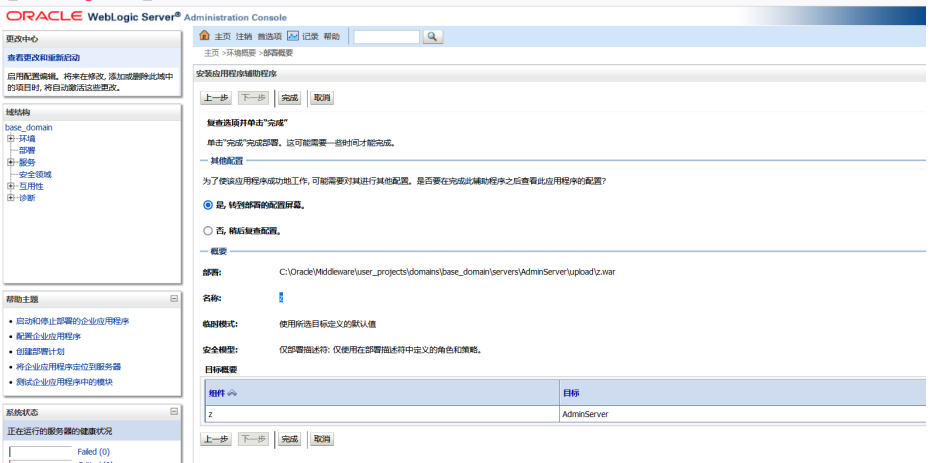 ORACLE WebLogic Server® Administration Console
更改中心
查看更改和重新启动
启用配置编辑。将来在修改, 添加或删除此域中
的项目时, 将自动激活这些更改。
域结构
base_domain
环境
部署
服务
安全领域
互用性
诊断
帮助主题
启动和停止部署的企业应用程序
配置企业应用程序
创建部署计划
将企业应用程序定位到服务器
测试企业应用程序中的模块
系统状态
正在运行的服务器的健康状况
Failed (0)
主页 注销 首选项 记录 帮助
主页 >环境概要 >部署概要
安装应用程序辅助程序
上一步 下一步 完成 取消
复查选项并单击"完成"
单击"完成"完成部署。这可能需要一些时间才能完成。
其他配置
为了使该应用程序成功地工作, 可能需要对其进行其他配置。是否要在完成此辅助程序之后查看此应用程序的配置?
是, 转到部署的配置屏幕。
否, 稍后复查配置。
概要
部署: C:\Oracle\Middleware\user_projects\domains\base_domain\servers\AdminServer\upload\z.war
名称: z
临时模式: 使用所选目标定义的默认值
安全模型: 仅部署描述符: 仅使用在部署描述符中定义的角色和策略。
目标概要
组件 目标
z AdminServer
上一步 下一步 完成 取消